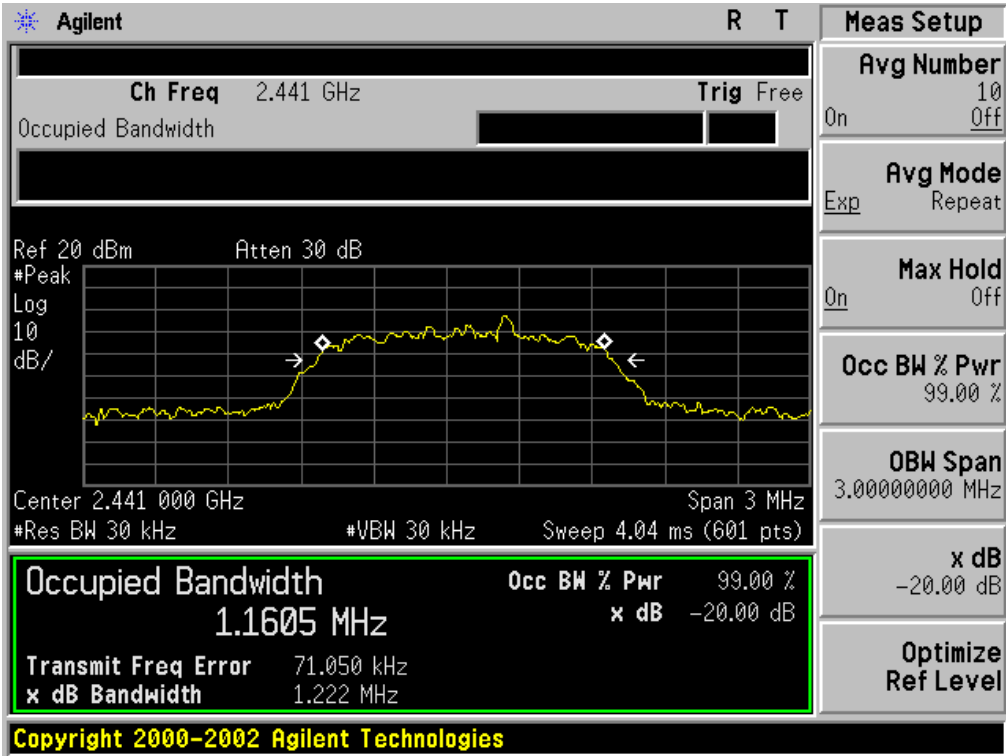 Agilent R T
Ch Freq 2.441 GHz Trig Free
Occupied Bandwidth
Ref 20 dBm Atten 30 dB
#Peak
Log
10
dB/
Center 2.441 000 GHz Span 3 MHz
#Res BW 30 kHz #VBW 30 kHz Sweep 4.04 ms (601 pts)
Occupied Bandwidth
1.1605 MHz
Occ BW % Pwr 99.00 %
x dB -20.00 dB
Transmit Freq Error 71.050 kHz
x dB Bandwidth 1.222 MHz
Copyright 2000-2002 Agilent Technologies
Meas Setup
Avg Number
10
On Off
Avg Mode
Exp Repeat
Max Hold
On Off
Occ BW % Pwr
99.00 %
OBW Span
3.00000000 MHz
x dB
-20.00 dB
Optimize
Ref Level